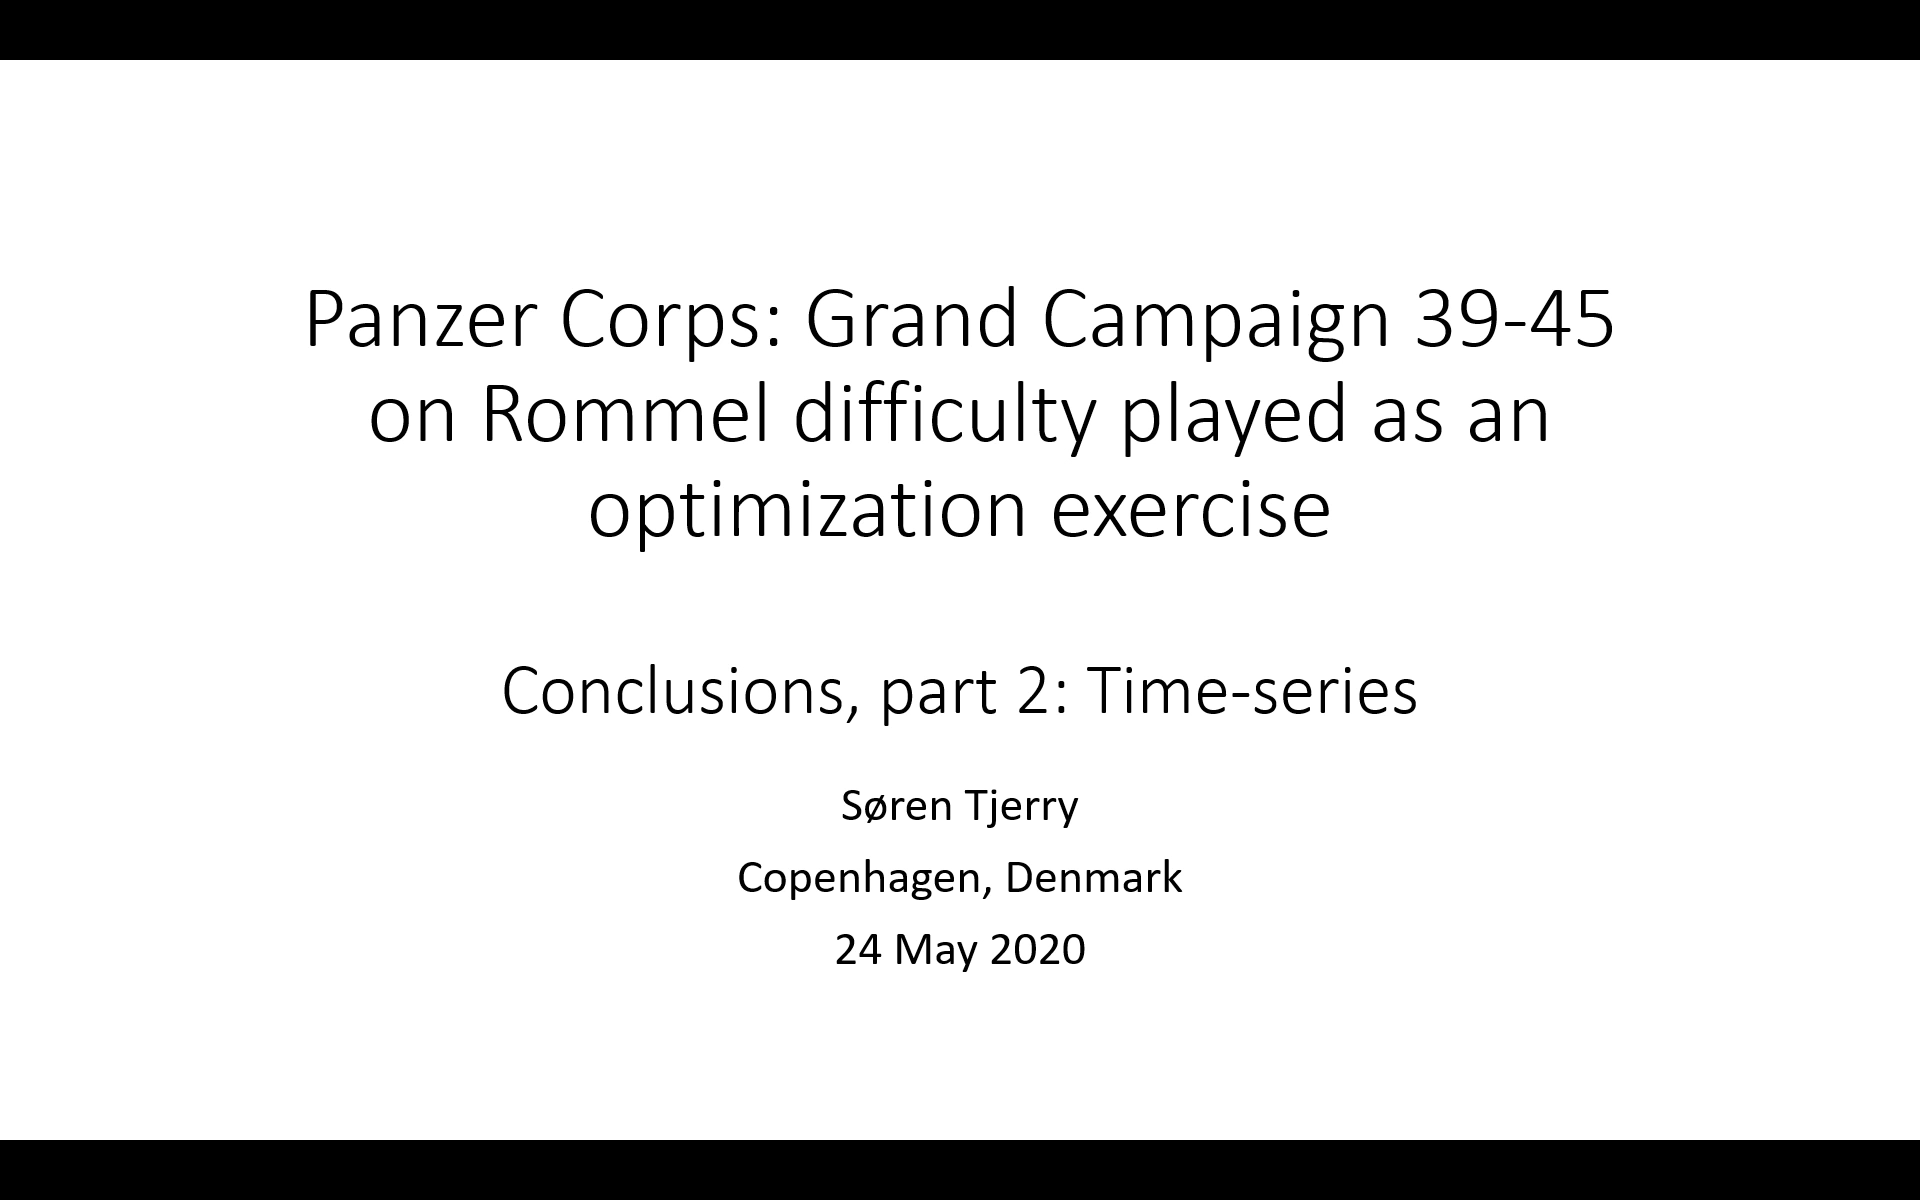 Panzer Corps: Grand Campaign 39-45
on Rommel difficulty played as an
optimization exercise
Conclusions, part 2: Time-series
Søren Tjerry
Copenhagen, Denmark
24 May 2020